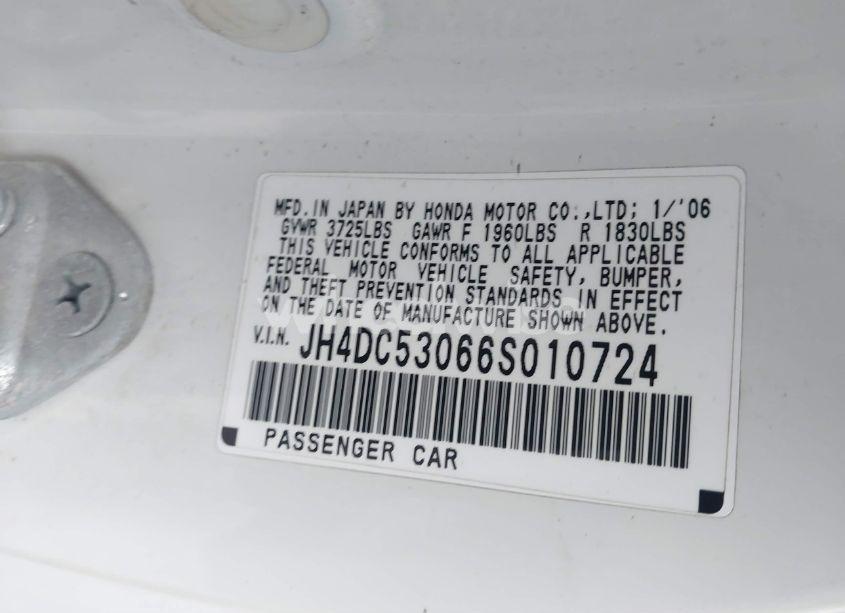 MFD.IN JAPAN BY HONDA MOTOR CO.,LTD; 1/'06
GVWR 3725LBS GAWR F 1960LBS R 1830LBS
THIS VEHICLE CONFORMS TO ALL APPLICABLE
FEDERAL MOTOR VEHICLE SAFETY, BUMPER,
AND THEFT PREVENTION STANDARDS IN EFFECT
ON THE DATE OF MANUFACTURE SHOWN ABOVE.
V.I.N. JH4DC53066S010724
PASSENGER CAR